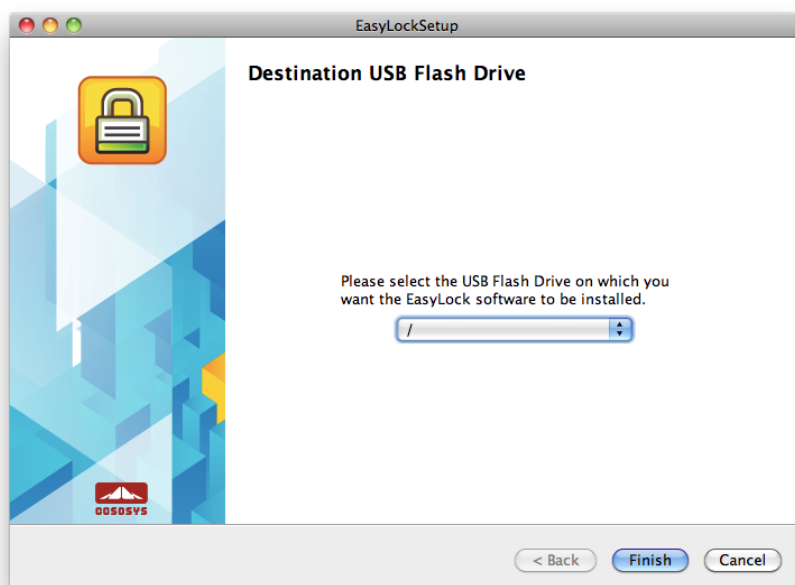 EasyLockSetup
Destination USB Flash Drive
Please select the USB Flash Drive on which you
want the EasyLock software to be installed.
/
COSOSYS
< Back
Finish
Cancel